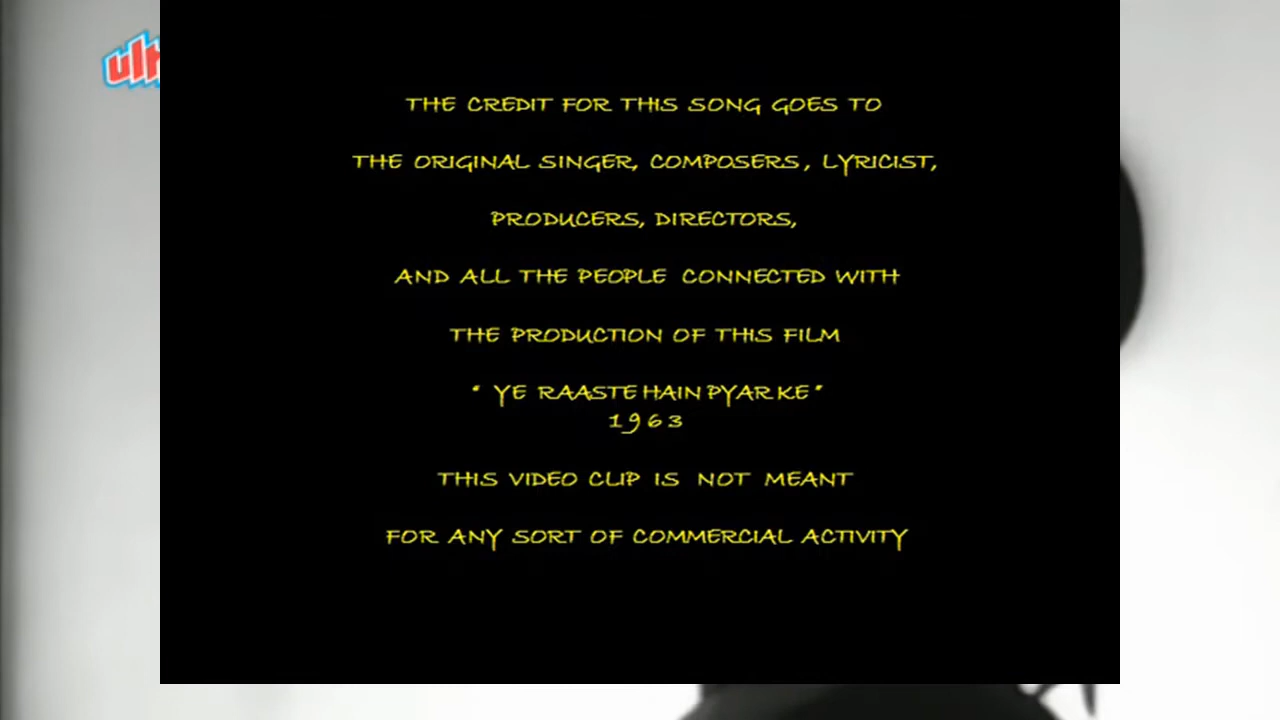 THE CREDIT FOR THIS SONG GOES TO
THE ORIGINAL SINGER, COMPOSERS, LYRICIST,
PRODUCERS, DIRECTORS,
AND ALL THE PEOPLE CONNECTED WITH
THE PRODUCTION OF THIS FILM
" YE RAASTE HAIN PYAR KE "
1963
THIS VIDEO CLIP IS NOT MEANT
FOR ANY SORT OF COMMERCIAL ACTIVITY